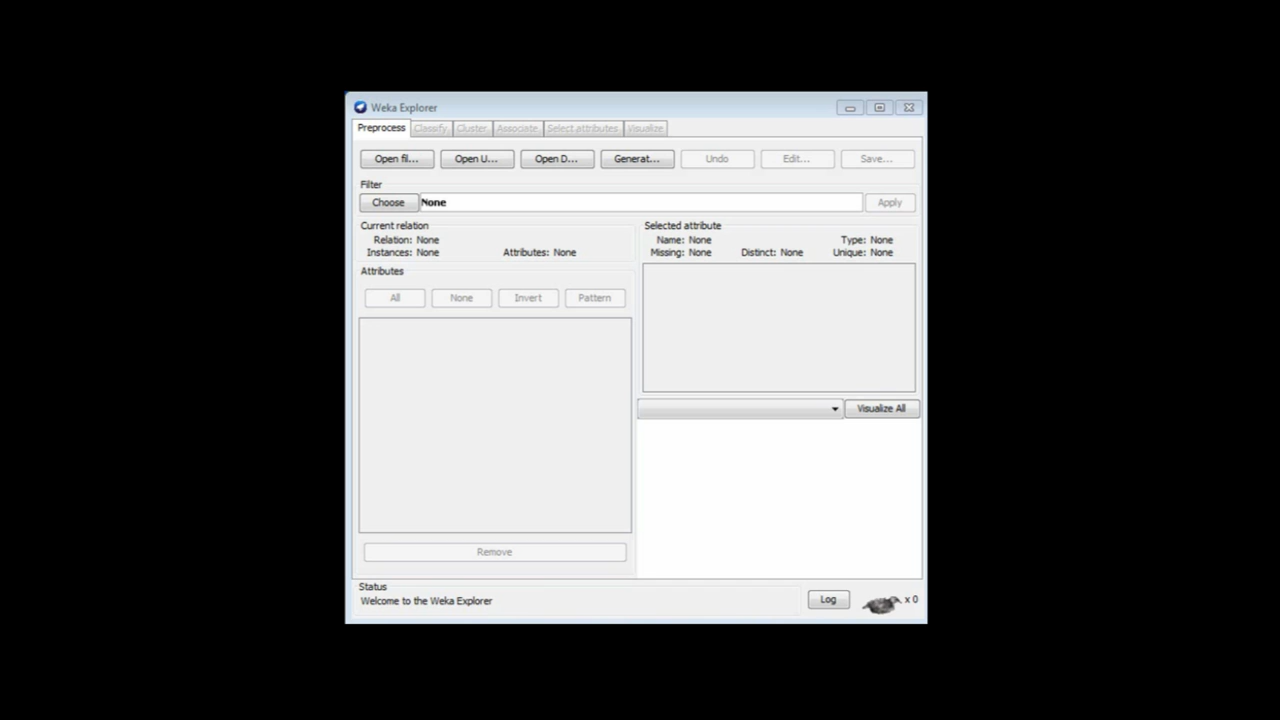 Weka Explorer
Preprocess Classify Cluster Associate Select attributes Visualize
Open fil... Open U... Open D... Generat... Undo Edit... Save...
Filter
Choose None Apply
Current relation
Relation: None
Instances: None Attributes: None
Selected attribute
Name: None Type: None
Missing: None Distinct: None Unique: None
Attributes
All None Invert Pattern
Visualize All
Remove
Status
Welcome to the Weka Explorer
Log x 0